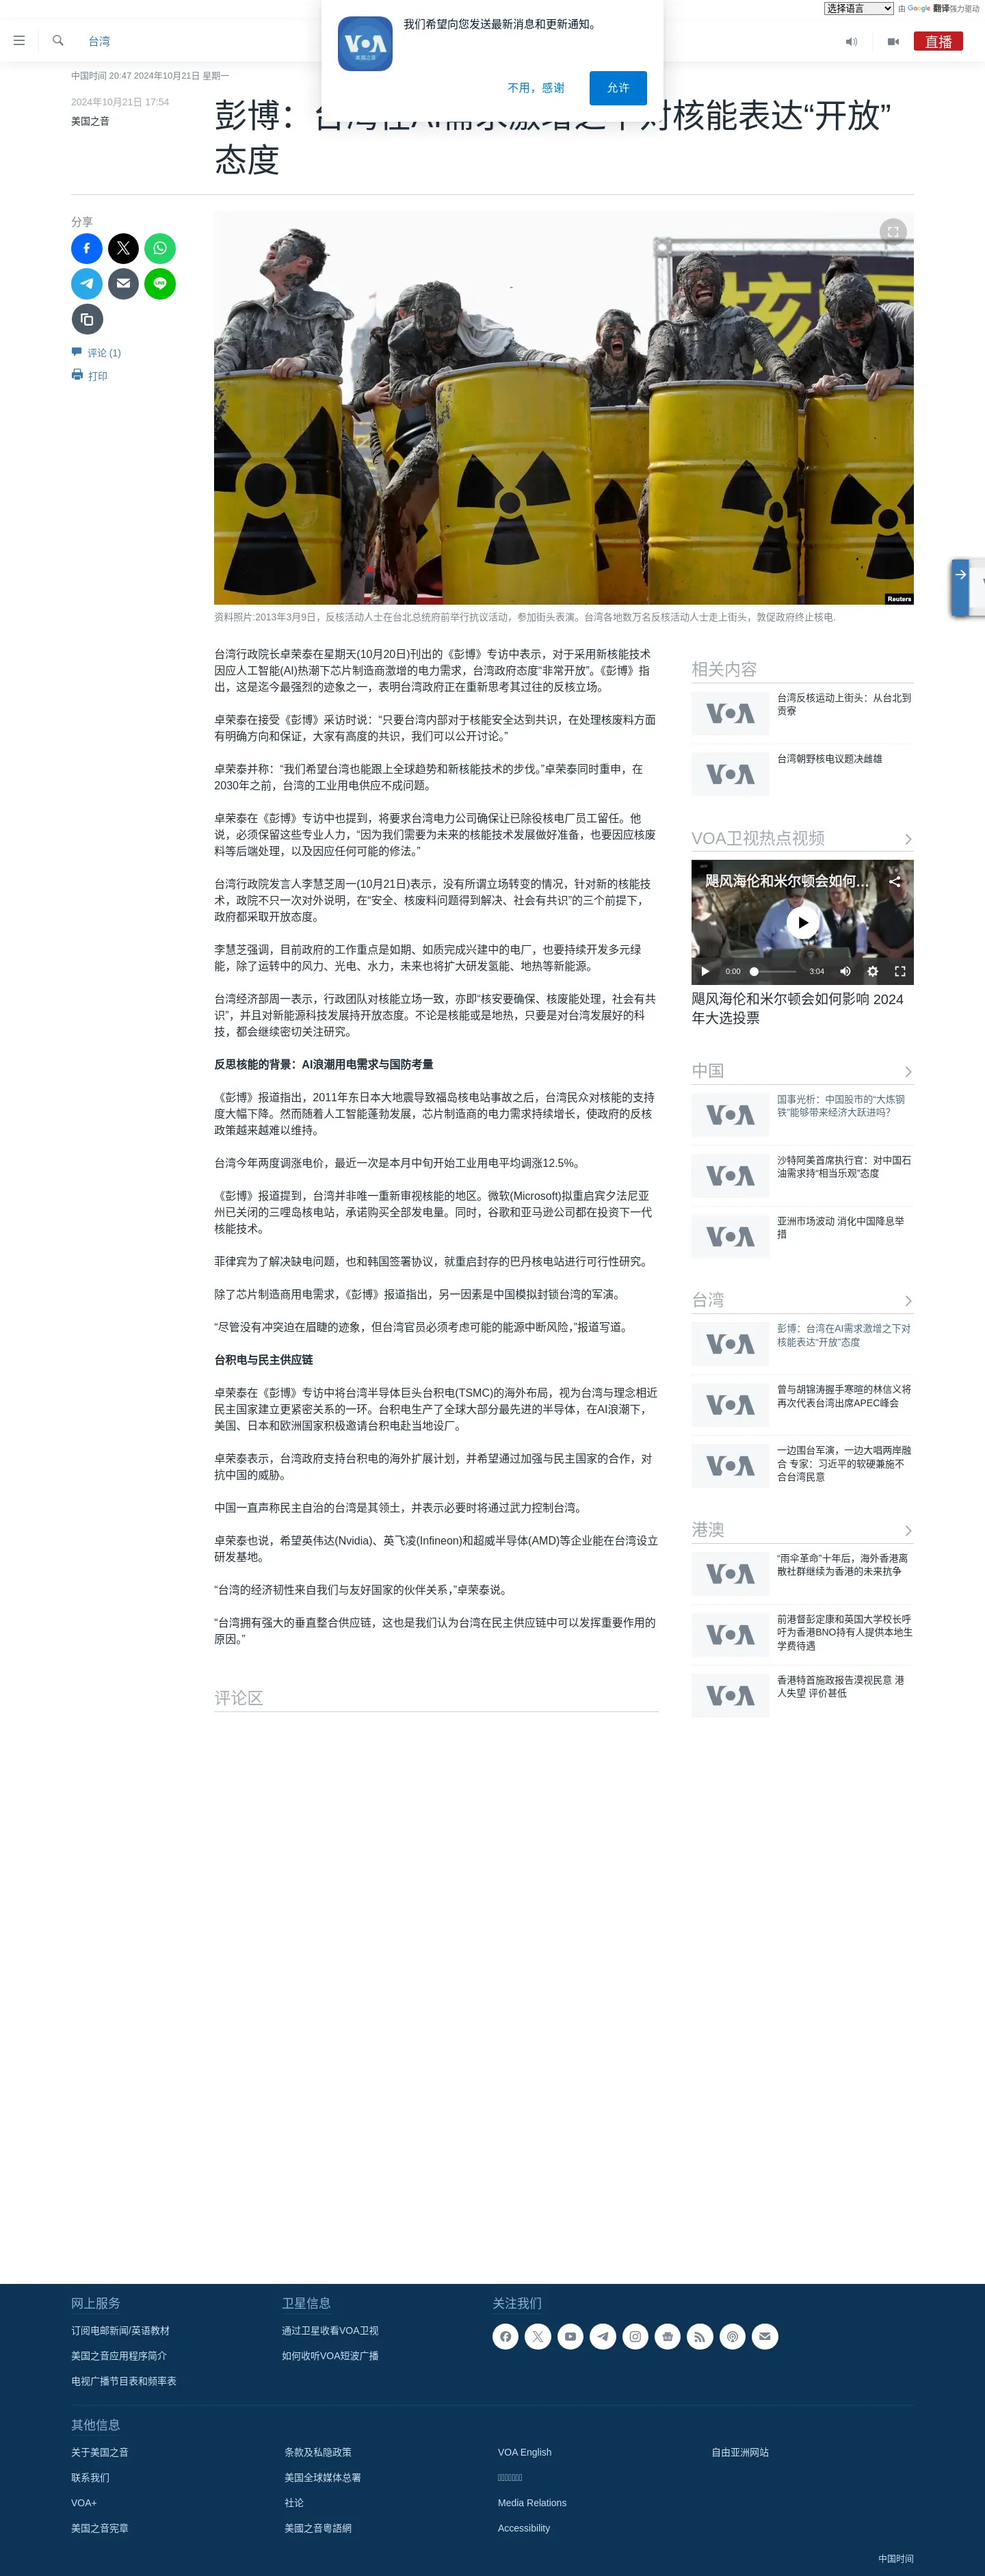 选择语言 由 Google 翻译强力驱动
我们希望向您发送最新消息和更新通知。
VOA
美国之音
不用，感谢
允许
台湾
直播
中国时间 20:47 2024年10月21日 星期一
2024年10月21日 17:54
美国之音
彭博：台湾在AI需求激增之下对核能表达“开放”
态度
分享
评论 (1)
打印
核
Reuters
资料照片:2013年3月9日，反核活动人士在台北总统府前举行抗议活动，参加街头表演。台湾各地数万名反核活动人士走上街头，敦促政府终止核电.
台湾行政院长卓荣泰在星期天(10月20日)刊出的《彭博》专访中表示，对于采用新核能技术
因应人工智能(AI)热潮下芯片制造商激增的电力需求，台湾政府态度“非常开放”。《彭博》指
出，这是迄今最强烈的迹象之一，表明台湾政府正在重新思考其过往的反核立场。
卓荣泰在接受《彭博》采访时说：“只要台湾内部对于核能安全达到共识，在处理核废料方面
有明确方向和保证，大家有高度的共识，我们可以公开讨论。”
卓荣泰并称：“我们希望台湾也能跟上全球趋势和新核能技术的步伐。”卓荣泰同时重申，在
2030年之前，台湾的工业用电供应不成问题。
卓荣泰在《彭博》专访中也提到，将要求台湾电力公司确保让已除役核电厂员工留任。他
说，必须保留这些专业人力，“因为我们需要为未来的核能技术发展做好准备，也要因应核废
料等后端处理，以及因应任何可能的修法。”
台湾行政院发言人李慧芝周一(10月21日)表示，没有所谓立场转变的情况，针对新的核能技
术，政院不只一次对外说明，在“安全、核废料问题得到解决、社会有共识”的三个前提下，
政府都采取开放态度。
李慧芝强调，目前政府的工作重点是如期、如质完成兴建中的电厂，也要持续开发多元绿
能，除了运转中的风力、光电、水力，未来也将扩大研发氢能、地热等新能源。
台湾经济部周一表示，行政团队对核能立场一致，亦即“核安要确保、核废能处理，社会有共
识”，并且对新能源科技发展持开放态度。不论是核能或是地热，只要是对台湾发展好的科
技，都会继续密切关注研究。
反思核能的背景：AI浪潮用电需求与国防考量
《彭博》报道指出，2011年东日本大地震导致福岛核电站事故之后，台湾民众对核能的支持
度大幅下降。然而随着人工智能蓬勃发展，芯片制造商的电力需求持续增长，使政府的反核
政策越来越难以维持。
台湾今年两度调涨电价，最近一次是本月中旬开始工业用电平均调涨12.5%。
《彭博》报道提到，台湾并非唯一重新审视核能的地区。微软(Microsoft)拟重启宾夕法尼亚
州已关闭的三哩岛核电站，承诺购买全部发电量。同时，谷歌和亚马逊公司都在投资下一代
核能技术。
菲律宾为了解决缺电问题，也和韩国签署协议，就重启封存的巴丹核电站进行可行性研究。
除了芯片制造商用电需求，《彭博》报道指出，另一因素是中国模拟封锁台湾的军演。
“尽管没有冲突迫在眉睫的迹象，但台湾官员必须考虑可能的能源中断风险，”报道写道。
台积电与民主供应链
卓荣泰在《彭博》专访中将台湾半导体巨头台积电(TSMC)的海外布局，视为台湾与理念相近
民主国家建立更紧密关系的一环。台积电生产了全球大部分最先进的半导体，在AI浪潮下，
美国、日本和欧洲国家积极邀请台积电赴当地设厂。
卓荣泰表示，台湾政府支持台积电的海外扩展计划，并希望通过加强与民主国家的合作，对
抗中国的威胁。
中国一直声称民主自治的台湾是其领土，并表示必要时将通过武力控制台湾。
卓荣泰也说，希望英伟达(Nvidia)、英飞凌(Infineon)和超威半导体(AMD)等企业能在台湾设立
研发基地。
“台湾的经济韧性来自我们与友好国家的伙伴关系，”卓荣泰说。
“台湾拥有强大的垂直整合供应链，这也是我们认为台湾在民主供应链中可以发挥重要作用的
原因。”
评论区
相关内容
VOA
台湾反核运动上街头：从台北到
贡寮
VOA
台湾朝野核电议题决雌雄
VOA卫视热点视频
飓风海伦和米尔顿会如何…
0:00
3:04
飓风海伦和米尔顿会如何影响 2024
年大选投票
中国
VOA
国事光析：中国股市的“大炼钢
铁”能够带来经济大跃进吗?
VOA
沙特阿美首席执行官：对中国石
油需求持“相当乐观”态度
VOA
亚洲市场波动 消化中国降息举
措
台湾
VOA
彭博：台湾在AI需求激增之下对
核能表达“开放”态度
VOA
曾与胡锦涛握手寒暄的林信义将
再次代表台湾出席APEC峰会
VOA
一边围台军演，一边大唱两岸融
合 专家：习近平的软硬兼施不
合台湾民意
港澳
VOA
“雨伞革命”十年后，海外香港离
散社群继续为香港的未来抗争
VOA
前港督彭定康和英国大学校长呼
吁为香港BNO持有人提供本地生
学费待遇
VOA
香港特首施政报告漠视民意 港
人失望 评价甚低
网上服务
订阅电邮新闻/英语教材
美国之音应用程序简介
电视广播节目表和频率表
卫星信息
通过卫星收看VOA卫视
如何收听VOA短波广播
关注我们
其他信息
关于美国之音
联系我们
VOA+
美国之音宪章
条款及私隐政策
美国全球媒体总署
社论
美國之音粵語網
VOA English
Media Relations
Accessibility
自由亚洲网站
中国时间